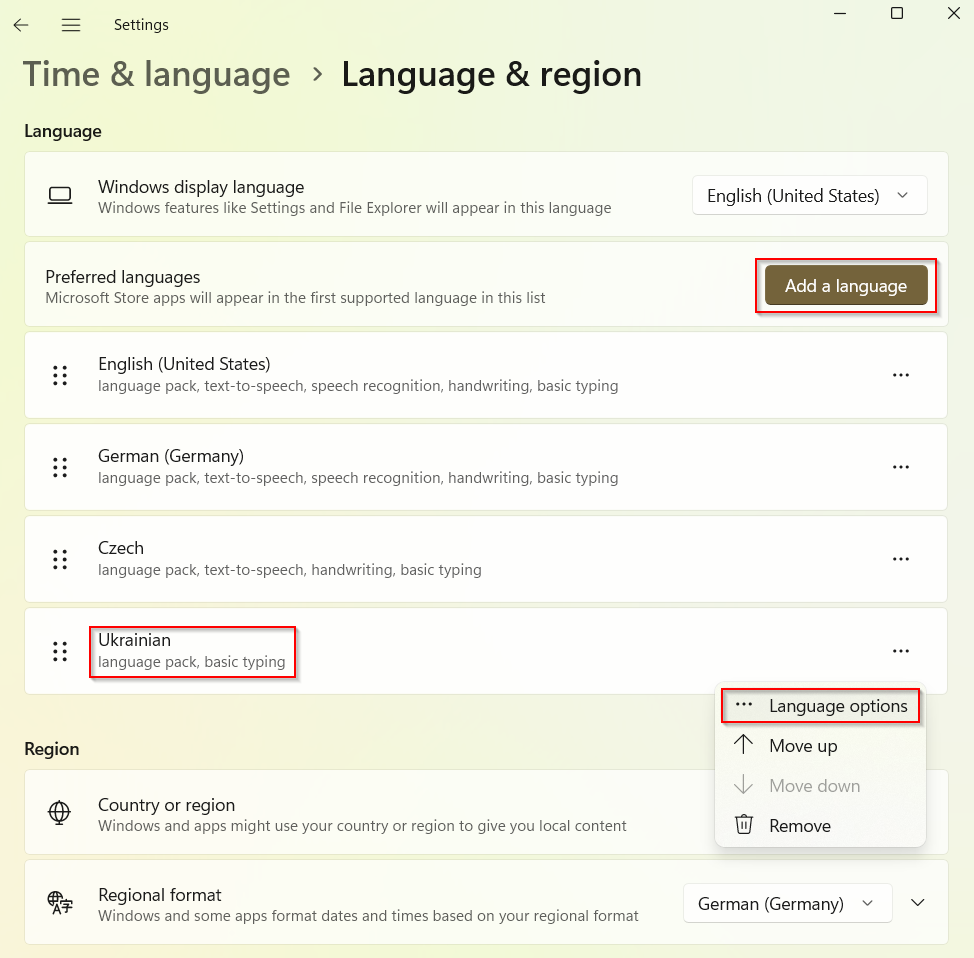 Settings
Time & language > Language & region
Language
Windows display language
Windows features like Settings and File Explorer will appear in this language
English (United States)
Preferred languages
Microsoft Store apps will appear in the first supported language in this list
Add a language
English (United States)
language pack, text-to-speech, speech recognition, handwriting, basic typing
German (Germany)
language pack, text-to-speech, speech recognition, handwriting, basic typing
Czech
language pack, text-to-speech, handwriting, basic typing
Ukrainian
language pack, basic typing
Language options
Move up
Move down
Remove
Region
Country or region
Windows and apps might use your country or region to give you local content
Regional format
Windows and some apps format dates and times based on your regional format
German (Germany)